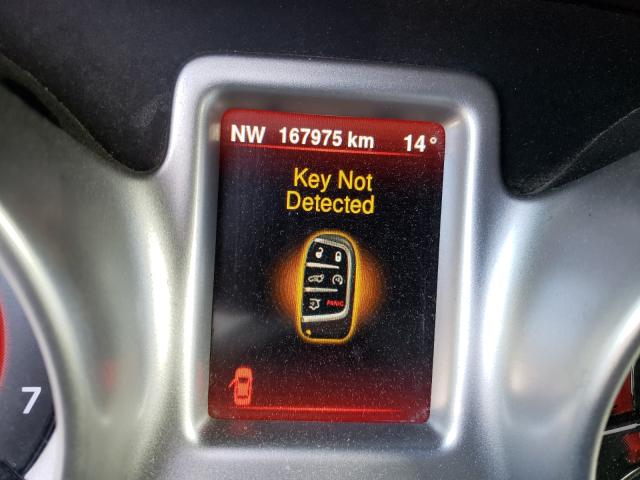 NW 167975 km 14°
Key Not
Detected
PANIC
7